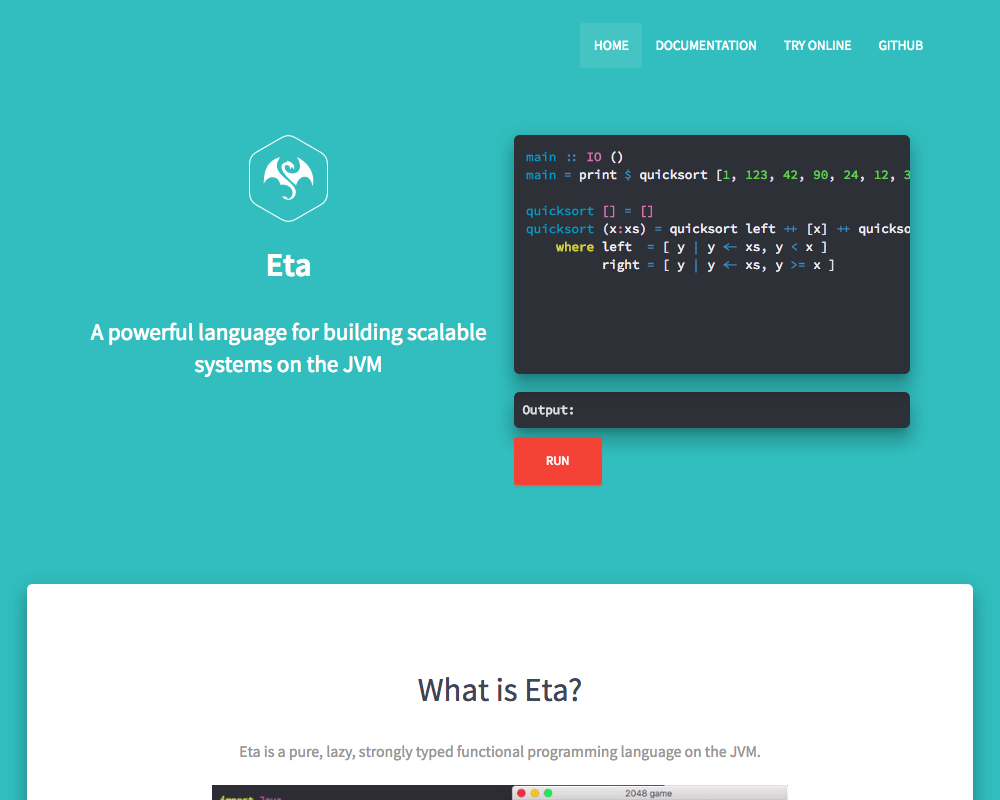 HOME DOCUMENTATION TRY ONLINE GITHUB
Eta
A powerful language for building scalable
systems on the JVM
main :: IO ()
main = print $ quicksort [1, 123, 42, 90, 24, 12, 3
quicksort [] = []
quicksort (x:xs) = quicksort left ++ [x] ++ quickso
where left = [ y | y <- xs, y < x ]
right = [ y | y <- xs, y >= x ]
Output:
RUN
What is Eta?
Eta is a pure, lazy, strongly typed functional programming language on the JVM.
import Java
2048 game